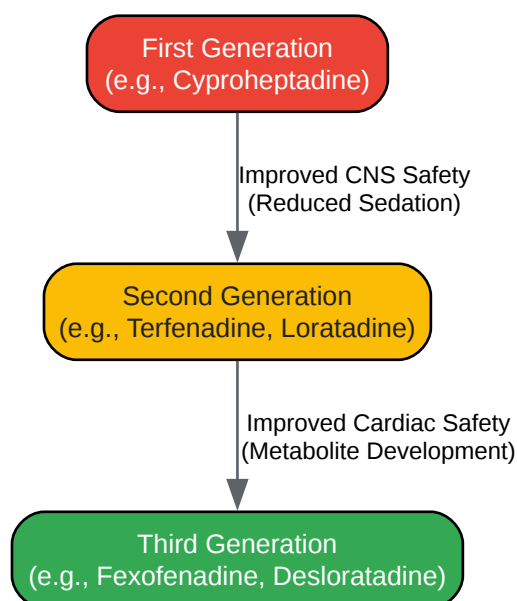 First Generation
(e.g., Cyproheptadine)
Improved CNS Safety
(Reduced Sedation)
Second Generation
(e.g., Terfenadine, Loratadine)
Improved Cardiac Safety
(Metabolite Development)
Third Generation
(e.g., Fexofenadine, Desloratadine)